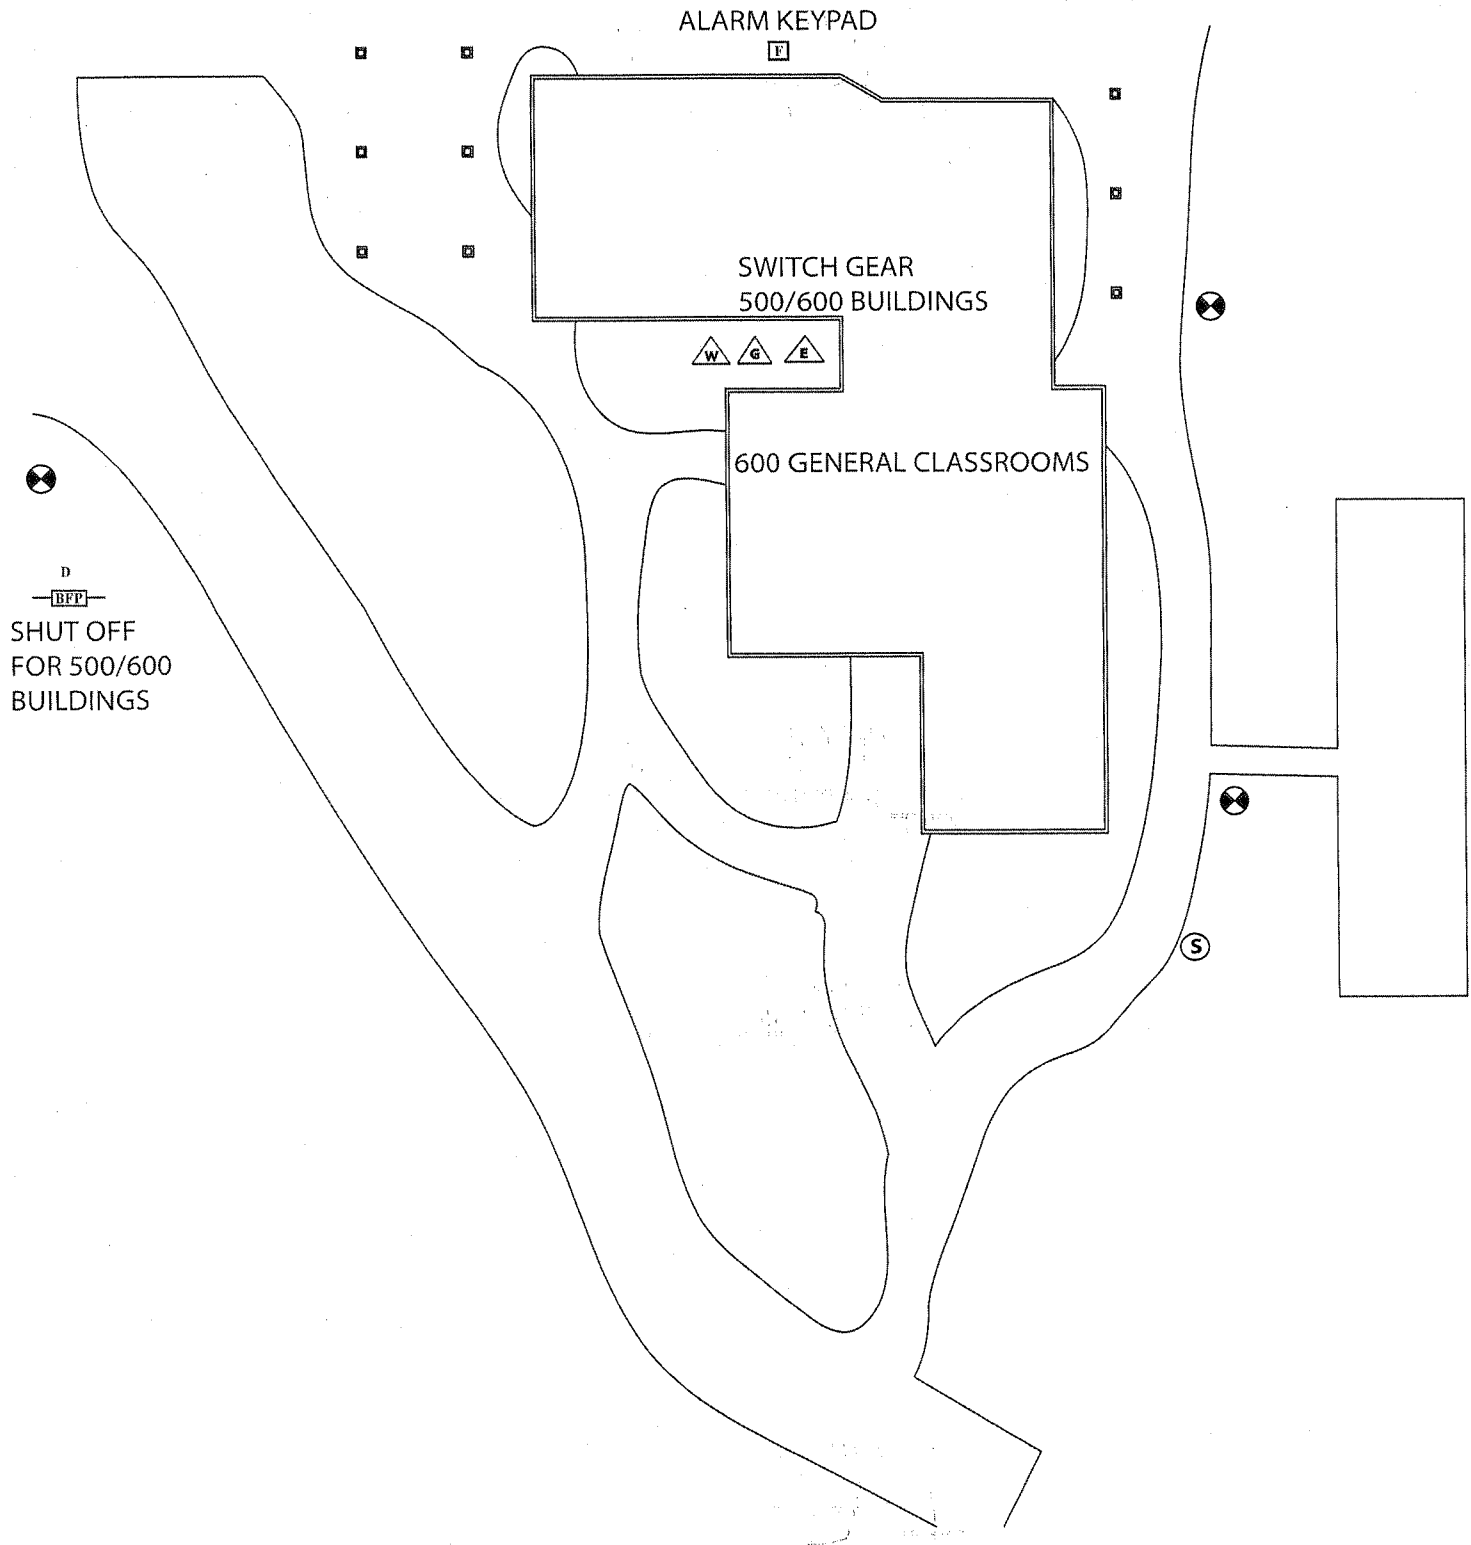 ALARM KEYPAD
F
SWITCH GEAR
500/600 BUILDINGS
W G E
600 GENERAL CLASSROOMS
D
BFP
SHUT OFF
FOR 500/600
BUILDINGS
S